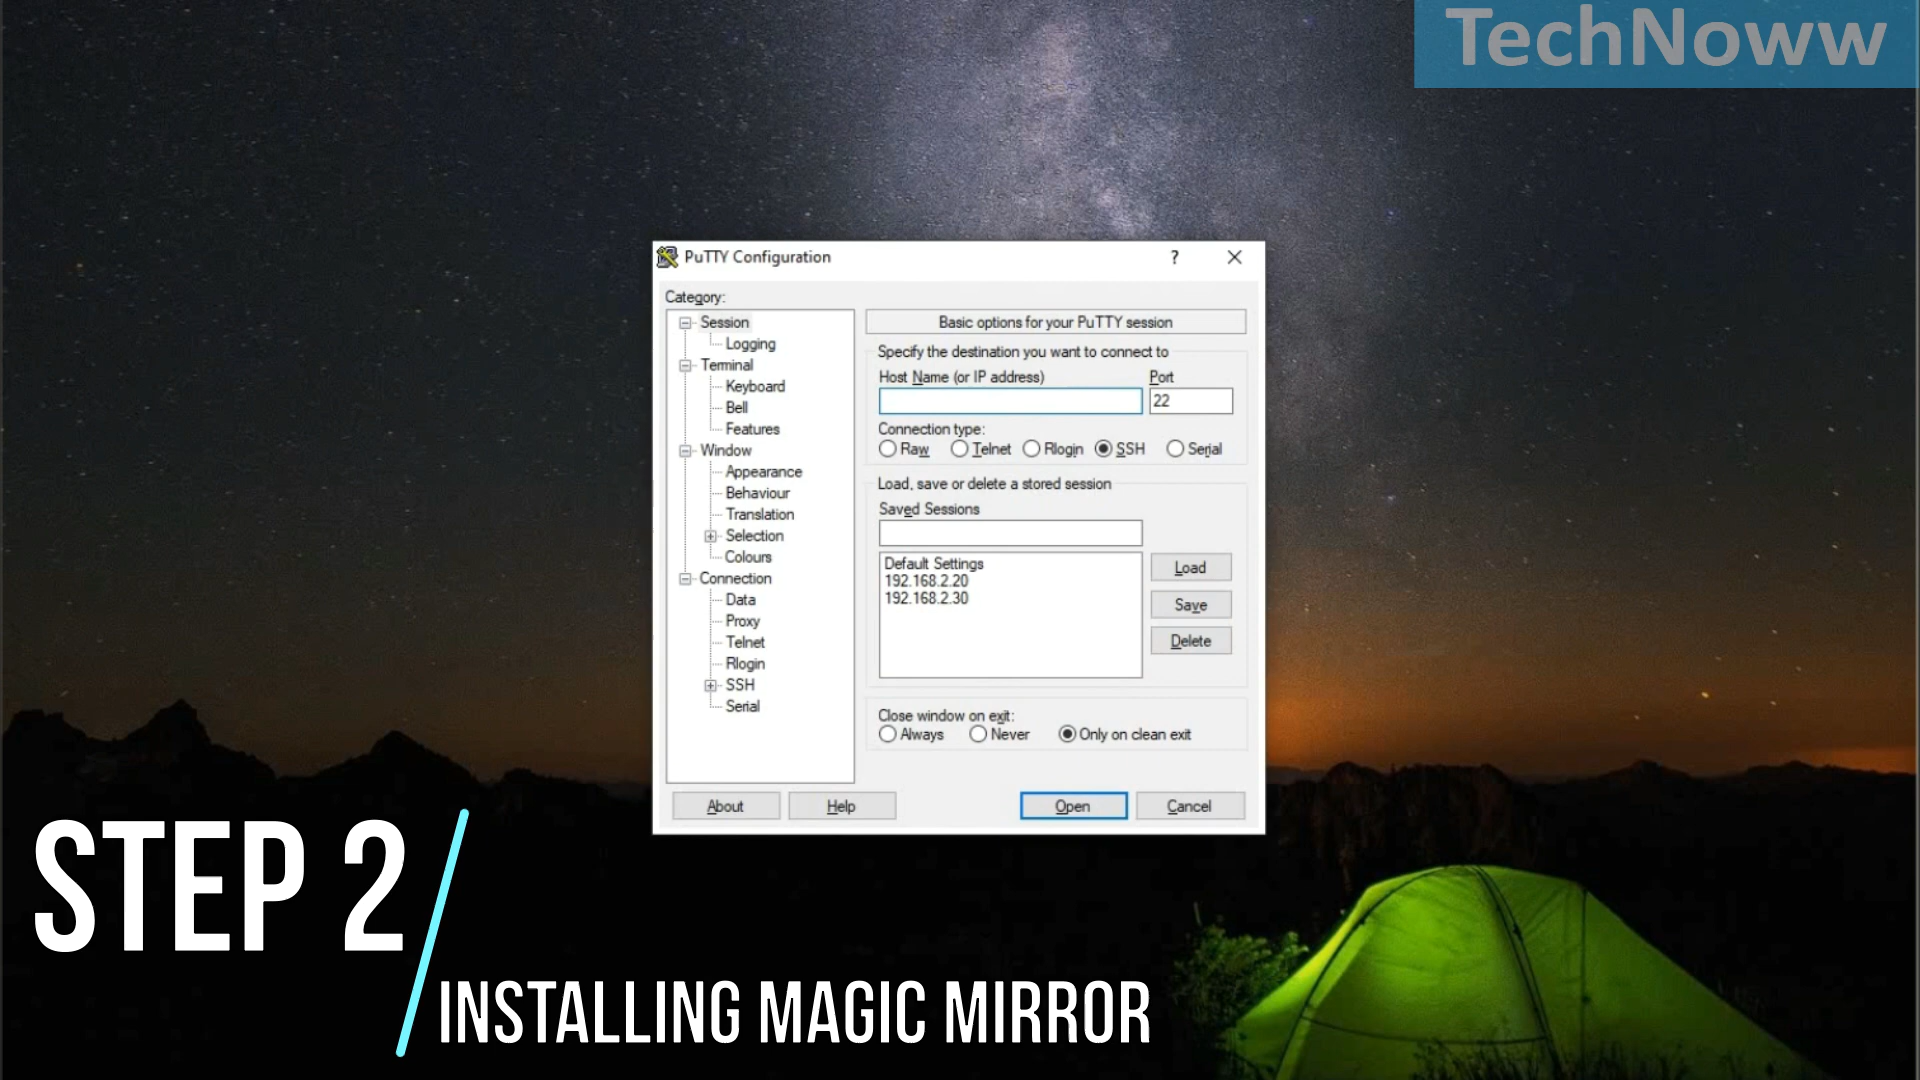 TechNoww
PuTTY Configuration
?
Category:
Session
Logging
Terminal
Keyboard
Bell
Features
Window
Appearance
Behaviour
Translation
Selection
Colours
Connection
Data
Proxy
Telnet
Rlogin
SSH
Serial
Basic options for your PuTTY session
Specify the destination you want to connect to
Host Name (or IP address) Port
22
Connection type:
Raw Telnet Rlogin SSH Serial
Load, save or delete a stored session
Saved Sessions
Default Settings
192.168.2.20
192.168.2.30
Load
Save
Delete
Close window on exit:
Always Never Only on clean exit
About Help Open Cancel
STEP 2
INSTALLING MAGIC MIRROR